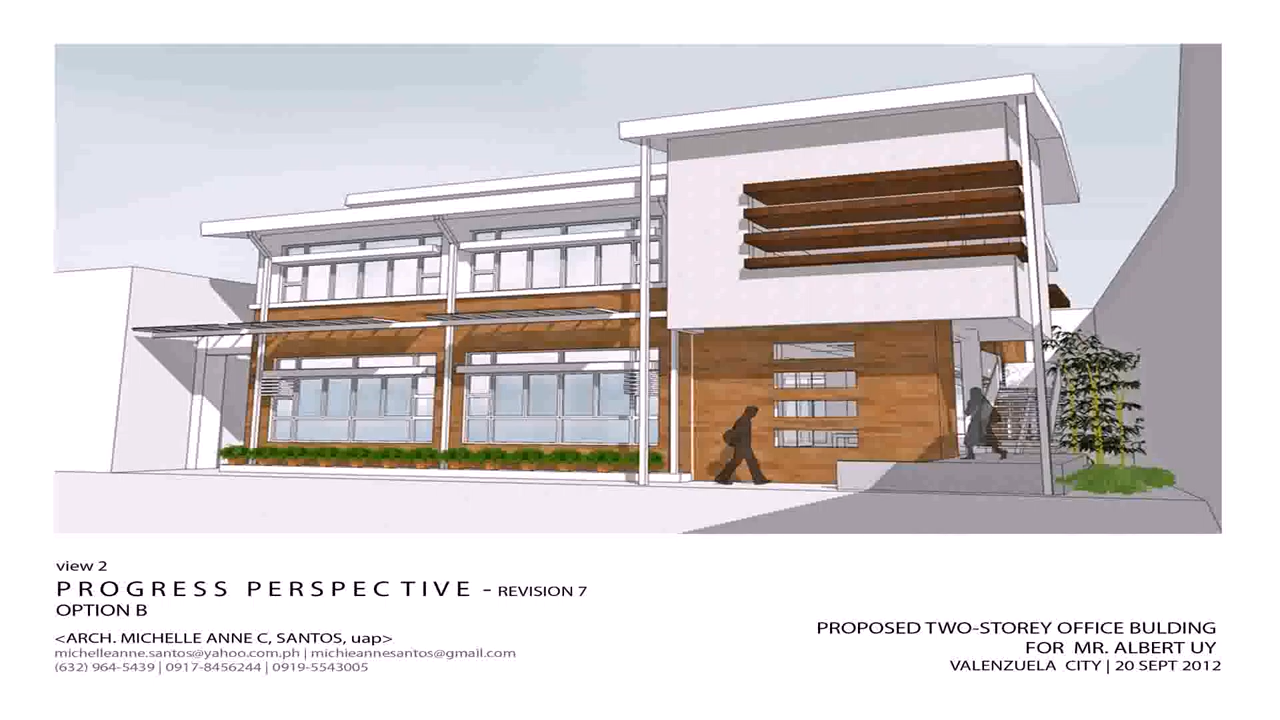 view 2
PROGRESS PERSPECTIVE - REVISION 7
OPTION B
<ARCH. MICHELLE ANNE C, SANTOS, uap>
michelleanne.santos@yahoo.com.ph | michieannesantos@gmail.com
(632) 964-5439 | 0917-8456244 | 0919-5543005
PROPOSED TWO-STOREY OFFICE BULDING
FOR MR. ALBERT UY
VALENZUELA CITY | 20 SEPT 2012